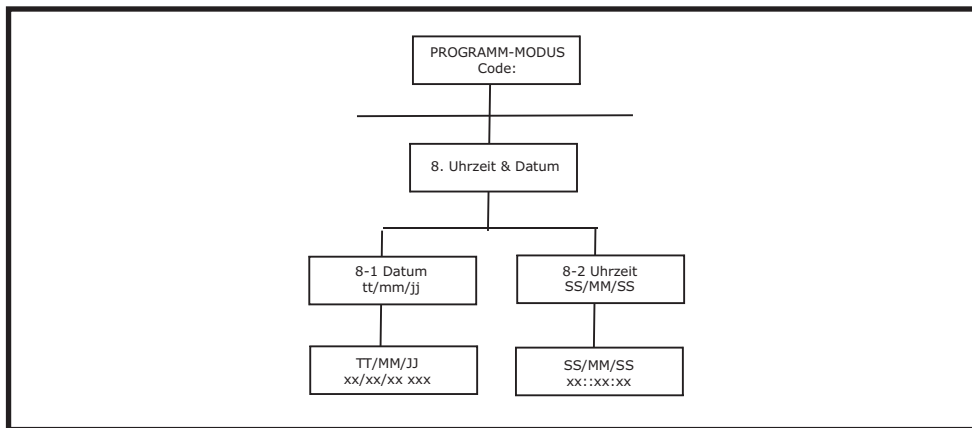 PROGRAMM-MODUS
Code:
8. Uhrzeit & Datum
8-1 Datum
tt/mm/jj
8-2 Uhrzeit
SS/MM/SS
TT/MM/JJ
xx/xx/xx xxx
SS/MM/SS
xx::xx:xx